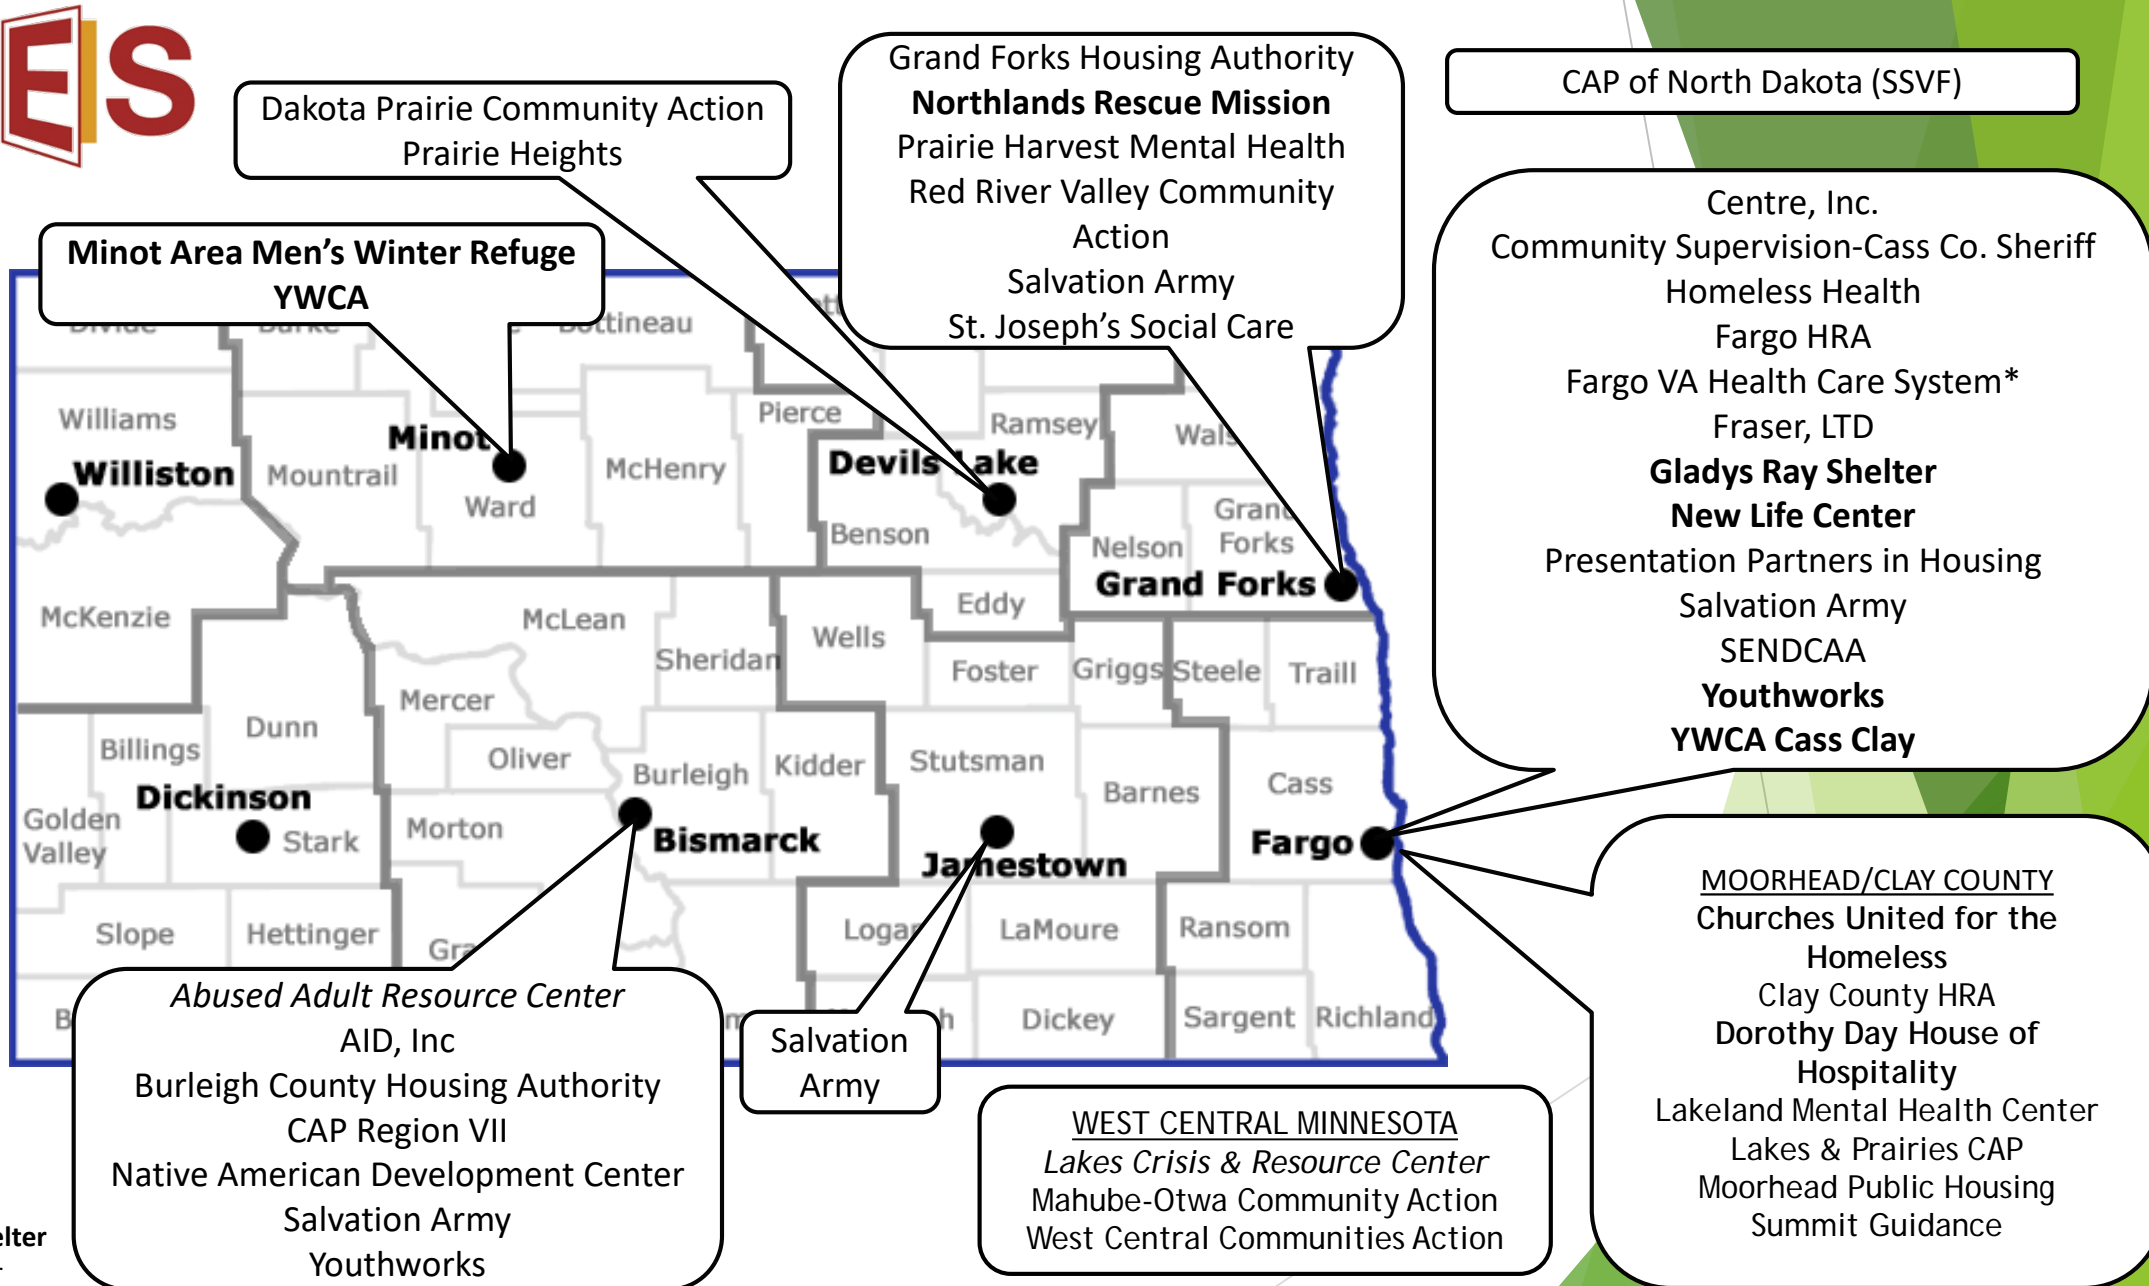 EIS
Dakota Prairie Community Action
Prairie Heights
Grand Forks Housing Authority
Northlands Rescue Mission
Prairie Harvest Mental Health
Red River Valley Community
Action
Salvation Army
St. Joseph’s Social Care
CAP of North Dakota (SSVF)
Minot Area Men’s Winter Refuge
YWCA
Centre, Inc.
Community Supervision-Cass Co. Sheriff
Homeless Health
Fargo HRA
Fargo VA Health Care System*
Fraser, LTD
Gladys Ray Shelter
New Life Center
Presentation Partners in Housing
Salvation Army
SENDCAA
Youthworks
YWCA Cass Clay
Divide
Burke
Bottineau
Williams
Williston
Mountrail
Minot
Ward
McHenry
Pierce
Devils Lake
Ramsey
Benson
Wals
Grand
Forks
Nelson
Grand Forks
McKenzie
McLean
Sheridan
Wells
Eddy
Foster
Griggs
Steele
Traill
Dunn
Mercer
Billings
Oliver
Burleigh
Kidder
Stutsman
Barnes
Cass
Golden
Valley
Dickinson
Stark
Morton
Bismarck
Jamestown
Fargo
Slope
Hettinger
Gra
Logan
LaMoure
Ransom
Dickey
Sargent
Richland
Abused Adult Resource Center
AID, Inc
Burleigh County Housing Authority
CAP Region VII
Native American Development Center
Salvation Army
Youthworks
Salvation
Army
WEST CENTRAL MINNESOTA
Lakes Crisis & Resource Center
Mahube-Otwa Community Action
West Central Communities Action
MOORHEAD/CLAY COUNTY
Churches United for the
Homeless
Clay County HRA
Dorothy Day House of
Hospitality
Lakeland Mental Health Center
Lakes & Prairies CAP
Moorhead Public Housing
Summit Guidance
elter